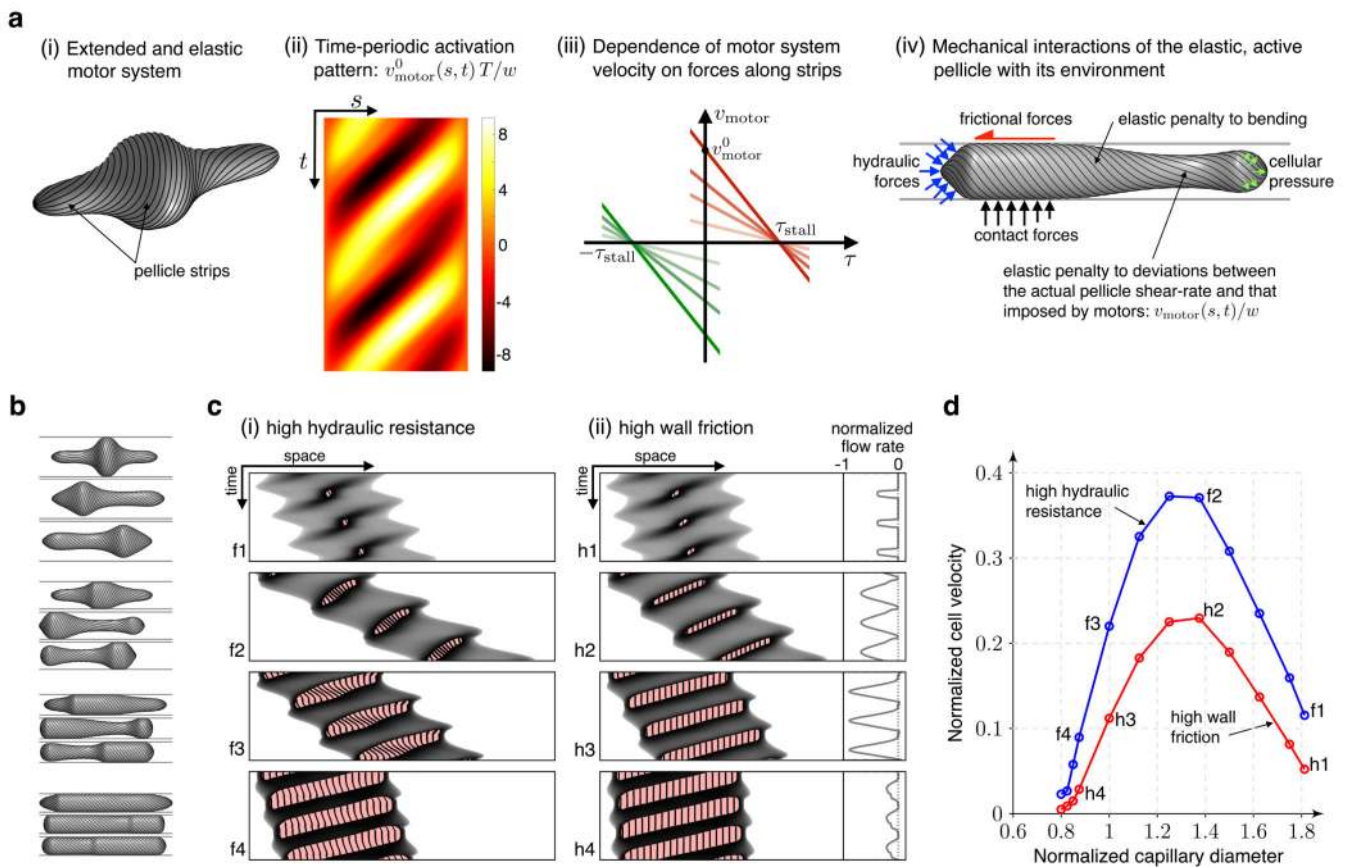 a
(i) Extended and elastic
motor system
pellicle strips
(ii) Time-periodic activation
pattern: v⁰motor(s, t) T/w
s
t
8
4
0
-4
-8
(iii) Dependence of motor system
velocity on forces along strips
vmotor
v⁰motor
τstall
−τstall
τ
(iv) Mechanical interactions of the elastic, active
pellicle with its environment
frictional forces
elastic penalty to bending
hydraulic
forces
cellular
pressure
contact forces
elastic penalty to deviations between
the actual pellicle shear-rate and that
imposed by motors: vmotor(s, t)/w
b
c
(i) high hydraulic resistance
space
time
f1
f2
f3
f4
(ii) high wall friction
space
time
h1
h2
h3
h4
normalized
flow rate
-1 0
d
Normalized cell velocity
0.4
0.3
0.2
0.1
0
high hydraulic
resistance
f2
f3
f4
f1
h2
h3
h4
h1
high wall
friction
0.6 0.8 1 1.2 1.4 1.6 1.8
Normalized capillary diameter